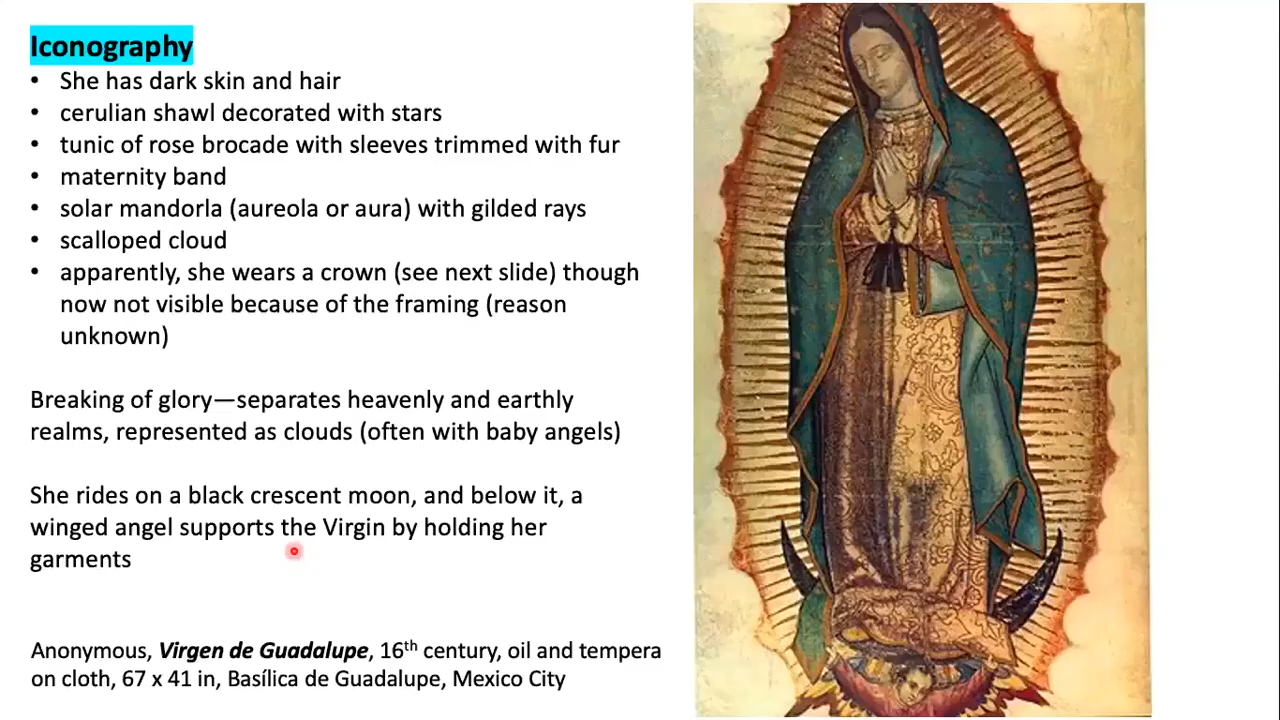 Iconography
• She has dark skin and hair
• cerulian shawl decorated with stars
• tunic of rose brocade with sleeves trimmed with fur
• maternity band
• solar mandorla (aureola or aura) with gilded rays
• scalloped cloud
• apparently, she wears a crown (see next slide) though
now not visible because of the framing (reason
unknown)
Breaking of glory—separates heavenly and earthly
realms, represented as clouds (often with baby angels)
She rides on a black crescent moon, and below it, a
winged angel supports the Virgin by holding her
garments
Anonymous, Virgen de Guadalupe, 16th century, oil and tempera
on cloth, 67 x 41 in, Basílica de Guadalupe, Mexico City